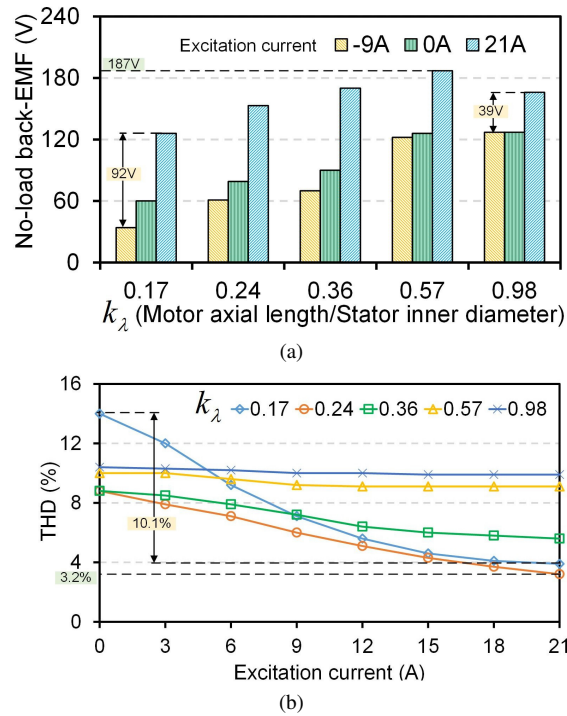 No-load back-EMF (V)
240
180
120
60
0
Excitation current -9A 0A 21A
187V
92V
39V
0.17 0.24 0.36 0.57 0.98
kλ (Motor axial length/Stator inner diameter)
(a)
THD (%)
16
12
8
4
0
kλ 0.17 0.24 0.36 0.57 0.98
10.1%
3.2%
0 3 6 9 12 15 18 21
Excitation current (A)
(b)